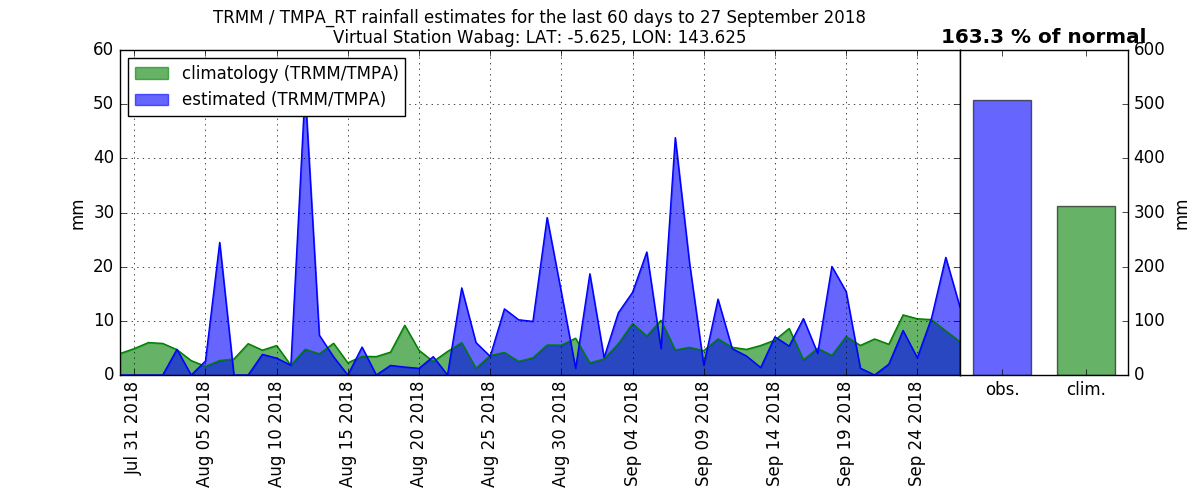 TRMM / TMPA_RT rainfall estimates for the last 60 days to 27 September 2018
Virtual Station Wabag: LAT: -5.625, LON: 143.625
163.3 % of normal
climatology (TRMM/TMPA)
estimated (TRMM/TMPA)
60
50
40
30
20
10
0
mm
Jul 31 2018
Aug 05 2018
Aug 10 2018
Aug 15 2018
Aug 20 2018
Aug 25 2018
Aug 30 2018
Sep 04 2018
Sep 09 2018
Sep 14 2018
Sep 19 2018
Sep 24 2018
600
500
400
300
200
100
0
mm
obs.
clim.